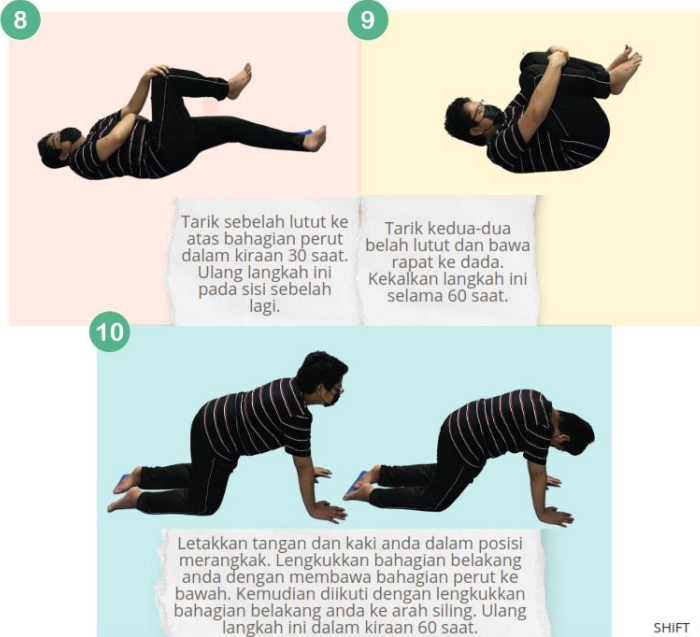 8
9
Tarik sebelah lutut ke
atas bahagian perut
dalam kiraan 30 saat.
Ulang langkah ini
pada sisi sebelah
lagi.
Tarik kedua-dua
belah lutut dan bawa
rapat ke dada.
Kekalkan langkah ini
selama 60 saat.
10
Letakkan tangan dan kaki anda dalam posisi
merangkak. Lengkukkan bahagian belakang
anda dengan membawa bahagian perut ke
bawah. Kemudian diikuti dengan lengkukkan
bahagian belakang anda ke arah siling. Ulang
langkah ini dalam kiraan 60 saat.
SHiFT